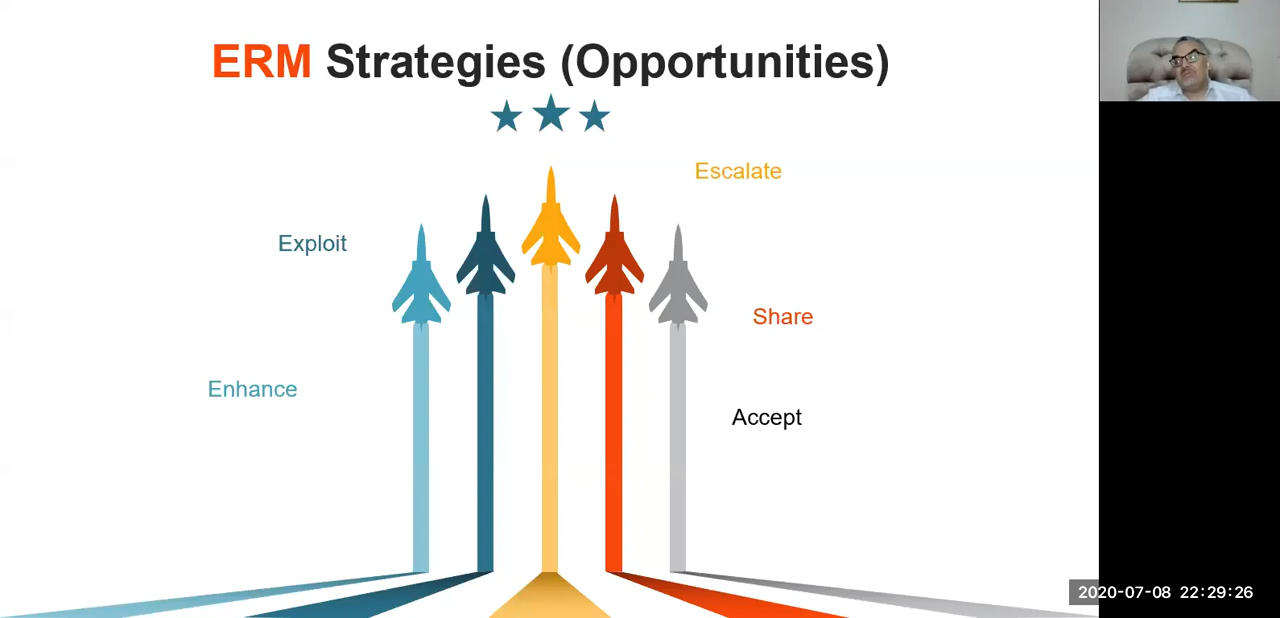 ERM Strategies (Opportunities)
Escalate
Exploit
Share
Enhance
Accept
2020-07-08 22:29:26